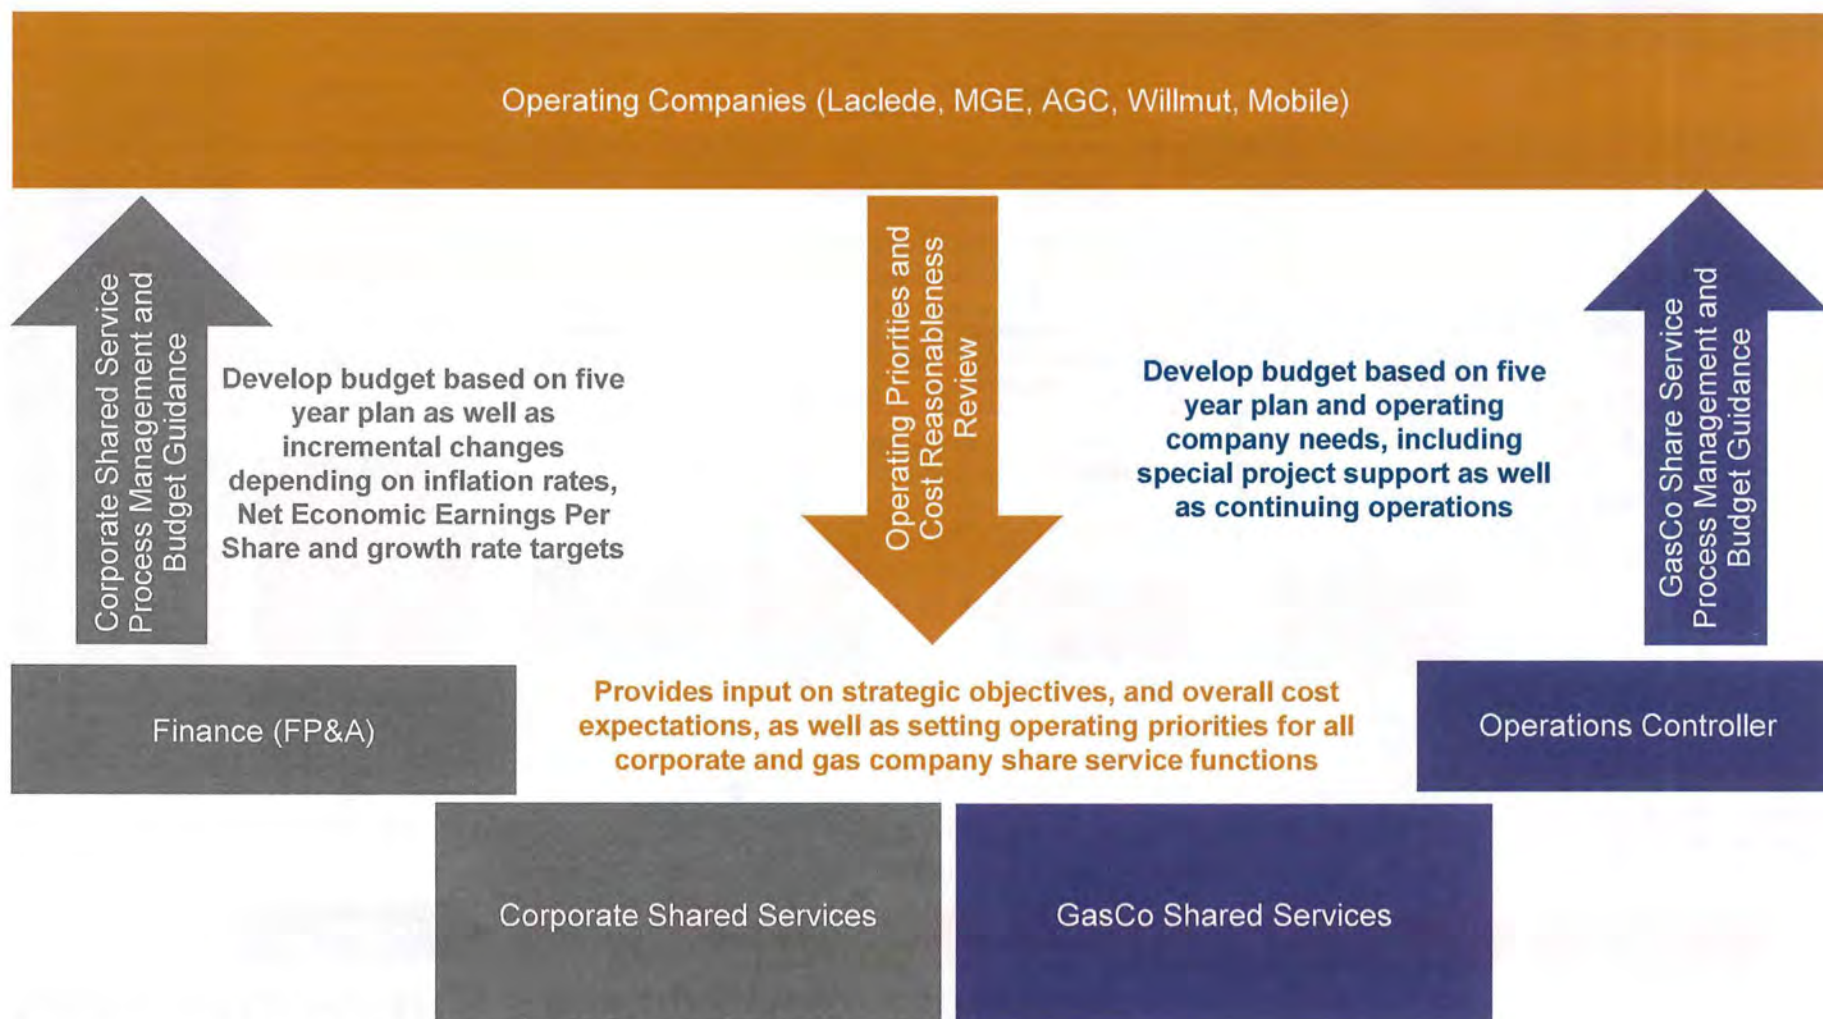 Operating Companies (Laclede, MGE, AGC, Willmut, Mobile)
Corporate Shared Service
Process Management and
Budget Guidance
Develop budget based on five
year plan as well as
incremental changes
depending on inflation rates,
Net Economic Earnings Per
Share and growth rate targets
Operating Priorities and
Cost Reasonableness
Review
Develop budget based on five
year plan and operating
company needs, including
special project support as well
as continuing operations
GasCo Share Service
Process Management and
Budget Guidance
Finance (FP&A)
Provides input on strategic objectives, and overall cost
expectations, as well as setting operating priorities for all
corporate and gas company share service functions
Operations Controller
Corporate Shared Services
GasCo Shared Services